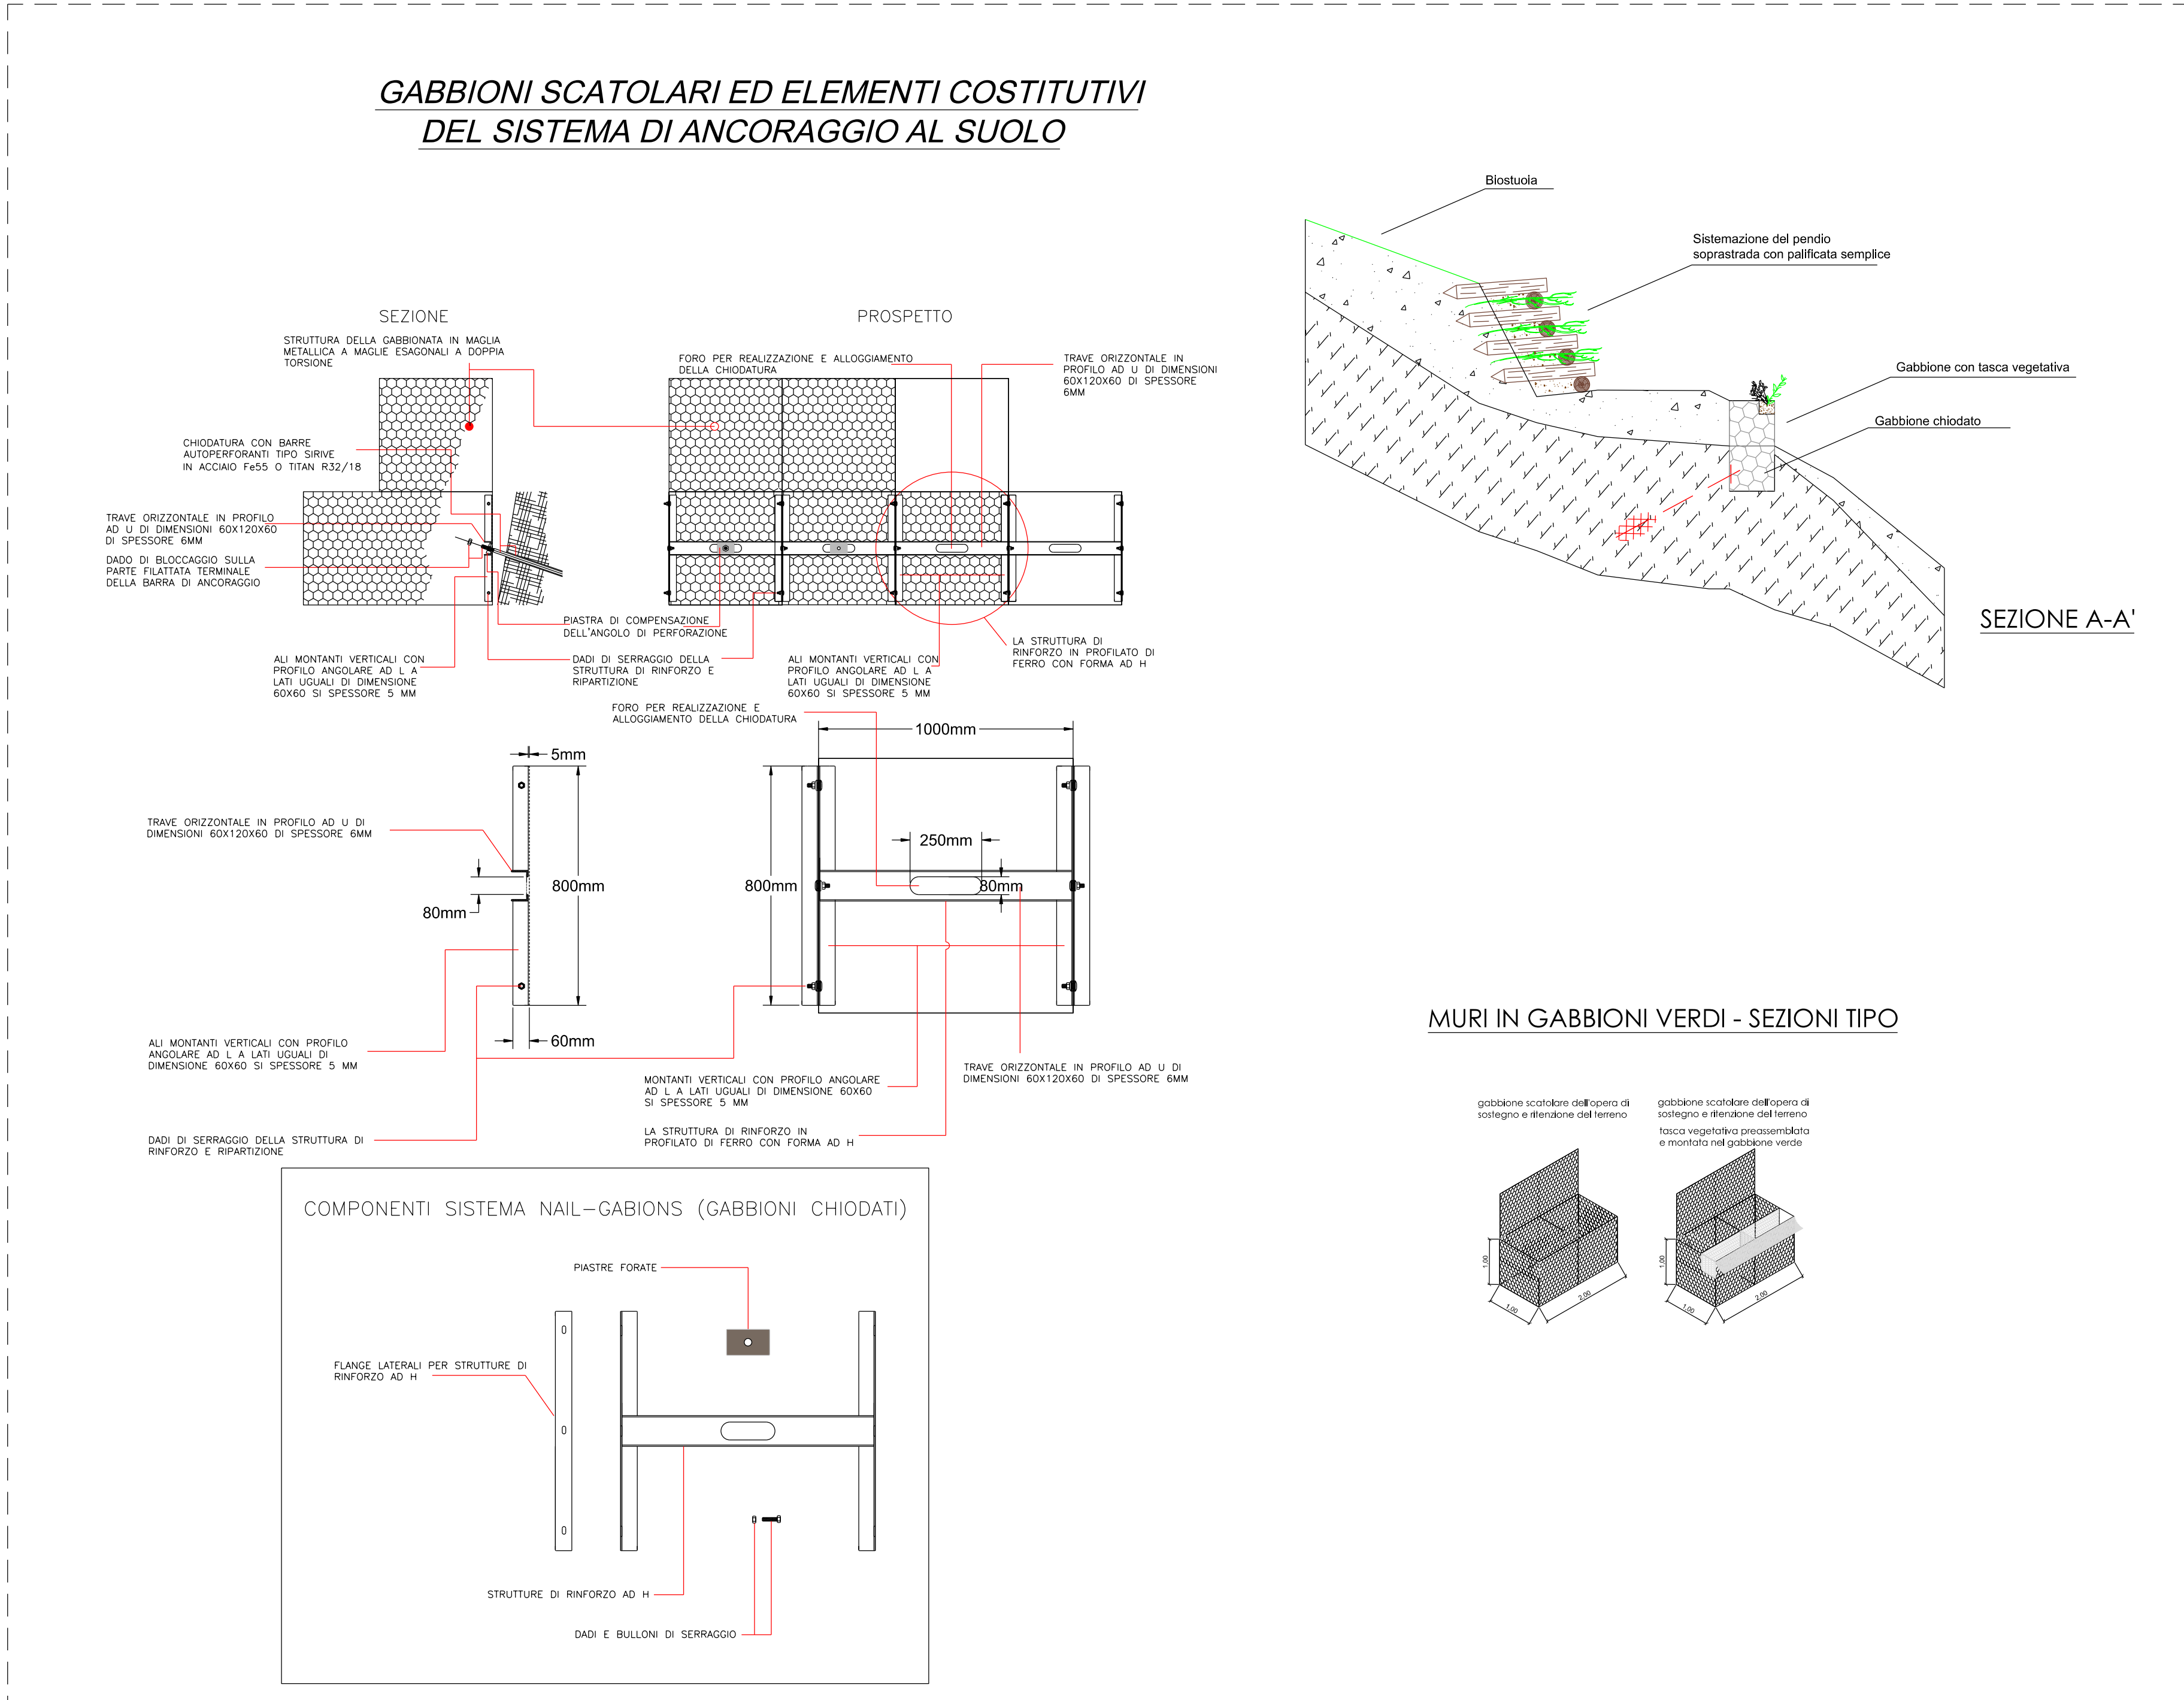 GABBIONI SCATOLARI ED ELEMENTI COSTITUTIVI
DEL SISTEMA DI ANCORAGGIO AL SUOLO
SEZIONE
STRUTTURA DELLA GABBIONATA IN MAGLIA
METALLICA A MAGLIE ESAGONALI A DOPPIA
TORSIONE
CHIODATURA CON BARRE
AUTOPERFORANTI TIPO SIRIVE
IN ACCIAIO Fe55 O TITAN R32/18
TRAVE ORIZZONTALE IN PROFILO
AD U DI DIMENSIONI 60X120X60
DI SPESSORE 6MM
DADO DI BLOCCAGGIO SULLA
PARTE FILATTATA TERMINALE
DELLA BARRA DI ANCORAGGIO
ALI MONTANTI VERTICALI CON
PROFILO ANGOLARE AD L A
LATI UGUALI DI DIMENSIONE
60X60 SI SPESSORE 5 MM
PROSPETTO
FORO PER REALIZZAZIONE E ALLOGGIAMENTO
DELLA CHIODATURA
TRAVE ORIZZONTALE IN
PROFILO AD U DI DIMENSIONI
60X120X60 DI SPESSORE
6MM
PIASTRA DI COMPENSAZIONE
DELL'ANGOLO DI PERFORAZIONE
DADI DI SERRAGGIO DELLA
STRUTTURA DI RINFORZO E
RIPARTIZIONE
ALI MONTANTI VERTICALI CON
PROFILO ANGOLARE AD L A
LATI UGUALI DI DIMENSIONE
60X60 SI SPESSORE 5 MM
LA STRUTTURA DI
RINFORZO IN PROFILATO DI
FERRO CON FORMA AD H
FORO PER REALIZZAZIONE E
ALLOGGIAMENTO DELLA CHIODATURA
5mm
800mm
80mm
60mm
TRAVE ORIZZONTALE IN PROFILO AD U DI
DIMENSIONI 60X120X60 DI SPESSORE 6MM
ALI MONTANTI VERTICALI CON PROFILO
ANGOLARE AD L A LATI UGUALI DI
DIMENSIONE 60X60 SI SPESSORE 5 MM
DADI DI SERRAGGIO DELLA STRUTTURA DI
RINFORZO E RIPARTIZIONE
1000mm
250mm
800mm
80mm
MONTANTI VERTICALI CON PROFILO ANGOLARE
AD L A LATI UGUALI DI DIMENSIONE 60X60
SI SPESSORE 5 MM
TRAVE ORIZZONTALE IN PROFILO AD U DI
DIMENSIONI 60X120X60 DI SPESSORE 6MM
LA STRUTTURA DI RINFORZO IN
PROFILATO DI FERRO CON FORMA AD H
COMPONENTI SISTEMA NAIL-GABIONS (GABBIONI CHIODATI)
PIASTRE FORATE
FLANGE LATERALI PER STRUTTURE DI
RINFORZO AD H
STRUTTURE DI RINFORZO AD H
DADI E BULLONI DI SERRAGGIO
Biostuoia
Sistemazione del pendio
soprastrada con palificata semplice
Gabbione con tasca vegetativa
Gabbione chiodato
SEZIONE A-A'
MURI IN GABBIONI VERDI - SEZIONI TIPO
gabbione scatolare dell'opera di
sostegno e ritenzione del terreno
1,00
1,00
2,00
gabbione scatolare dell'opera di
sostegno e ritenzione del terreno
tasca vegetativa preassemblata
e montata nel gabbione verde
1,00
1,00
2,00